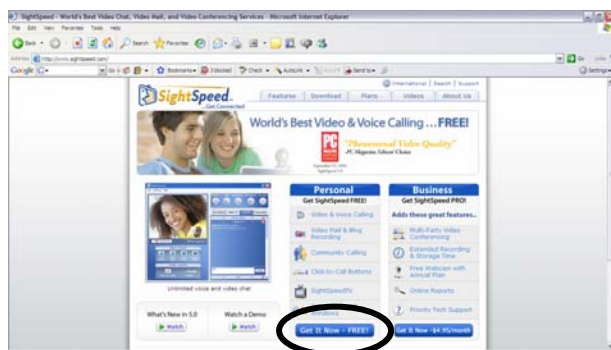 SightSpeed - World's Best Video Chat, Video Mail, and Video Conferencing Services - Microsoft Internet Explorer
File Edit View Favorites Tools Help
Back Search Favorites
Address http://www.sightspeed.com/ Go Links
Google Bookmarks Check AutoLink Send to Settings
International Search Support
SightSpeed
Get Connected
Features Download Plans Videos About Us
World's Best Video & Voice Calling ...FREE!
PC
"Phenomenal Video Quality"
-PC Magazine, Editors' Choice
Personal
Get SightSpeed FREE!
Video & Voice Calling
Video Mail & Blog Recording
Community Calling
Click-to-Call Buttons
SightSpeedTV
Windows
Get It Now - FREE!
Business
Get SightSpeed PRO!
Adds these great features...
Multi-Party Video Conferencing
Extended Recording & Storage Time
Free Webcam with Annual Plan
Online Reports
Priority Tech Support
Get It Now -$4.95/month
Unlimited voice and video chat
What's New in 5.0
Watch
Watch a Demo
Watch